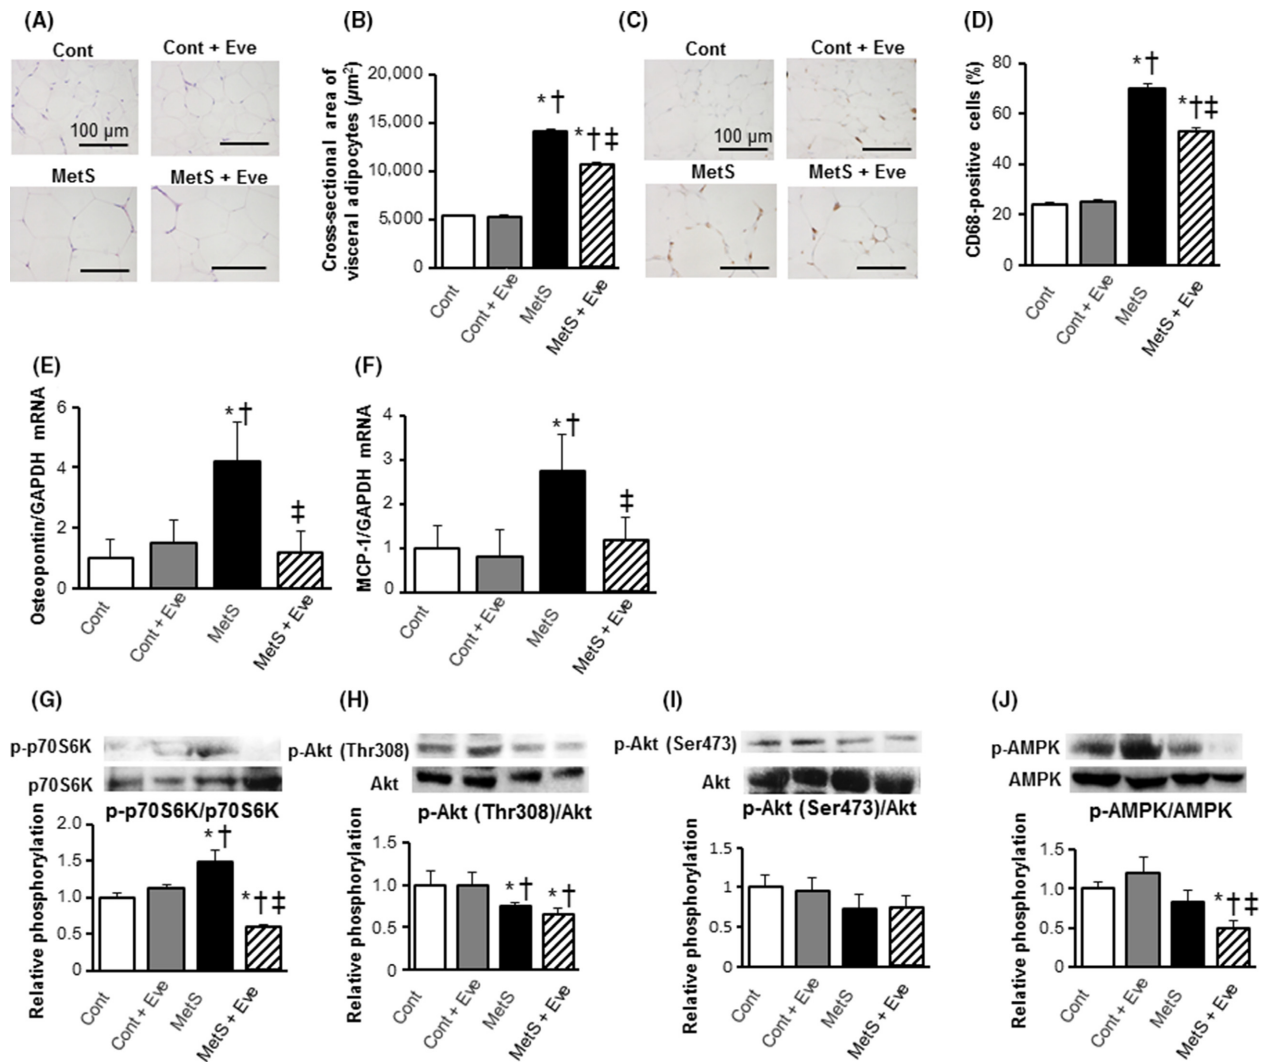 (A)
Cont
Cont + Eve
100 µm
MetS
MetS + Eve
(B)
Cross-sectional area of
visceral adipocytes (µm2)
20,000
15,000
10,000
5,000
0
*†
*†‡
Cont
Cont + Eve
MetS
MetS + Eve
(C)
Cont
Cont + Eve
100 µm
MetS
MetS + Eve
(D)
CD68-positive cells (%)
80
60
40
20
0
*†
*†‡
Cont
Cont + Eve
MetS
MetS + Eve
(E)
Osteopontin/GAPDH mRNA
6
4
2
0
*†
‡
Cont
Cont + Eve
MetS
MetS + Eve
(F)
MCP-1/GAPDH mRNA
4
3
2
1
0
*†
‡
Cont
Cont + Eve
MetS
MetS + Eve
(G)
p-p70S6K
p70S6K
p-p70S6K/p70S6K
Relative phosphorylation
2.0
1.5
1.0
0.5
0
*†
*†‡
Cont
Cont + Eve
MetS
MetS + Eve
(H)
p-Akt (Thr308)
Akt
p-Akt (Thr308)/Akt
Relative phosphorylation
1.5
1.0
0.5
0
*†
*†
Cont
Cont + Eve
MetS
MetS + Eve
(I)
p-Akt (Ser473)
Akt
p-Akt (Ser473)/Akt
Relative phosphorylation
1.5
1.0
0.5
0
Cont
Cont + Eve
MetS
MetS + Eve
(J)
p-AMPK
AMPK
p-AMPK/AMPK
Relative phosphorylation
1.5
1.0
0.5
0
*†‡
Cont
Cont + Eve
MetS
MetS + Eve